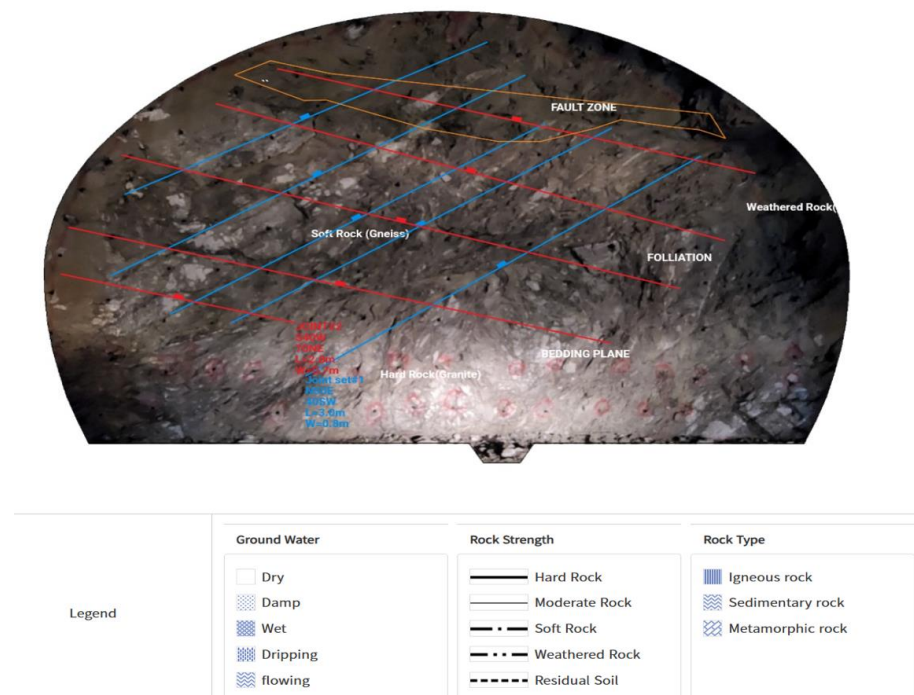 FAULT ZONE
Weathered Rock(
Soft Rock (Gneiss)
FOLLIATION
BEDDING PLANE
Hard Rock(Granite)
Joint set#1
L=3.0m
W=0.8m
Legend
Ground Water
Dry
Damp
Wet
Dripping
flowing
Rock Strength
Hard Rock
Moderate Rock
Soft Rock
Weathered Rock
Residual Soil
Rock Type
Igneous rock
Sedimentary rock
Metamorphic rock